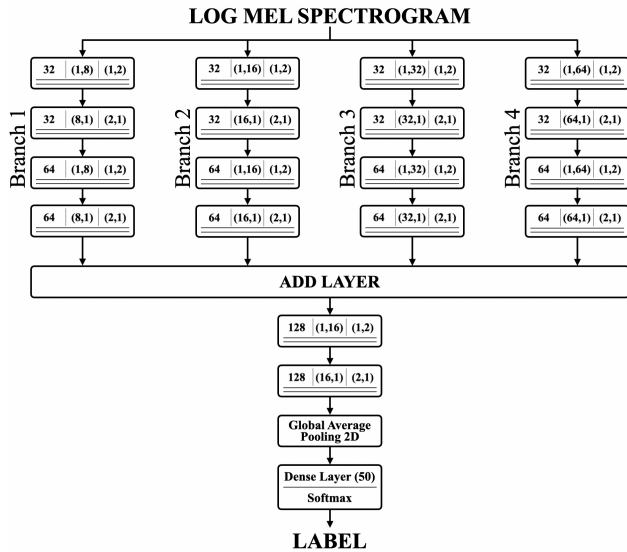 LOG MEL SPECTROGRAM
Branch 1
32 (1,8) (1,2)
32 (8,1) (2,1)
64 (1,8) (1,2)
64 (8,1) (2,1)
Branch 2
32 (1,16) (1,2)
32 (16,1) (2,1)
64 (1,16) (1,2)
64 (16,1) (2,1)
Branch 3
32 (1,32) (1,2)
32 (32,1) (2,1)
64 (1,32) (1,2)
64 (32,1) (2,1)
Branch 4
32 (1,64) (1,2)
32 (64,1) (2,1)
64 (1,64) (1,2)
64 (64,1) (2,1)
ADD LAYER
128 (1,16) (1,2)
128 (16,1) (2,1)
Global Average
Pooling 2D
Dense Layer (50)
Softmax
LABEL